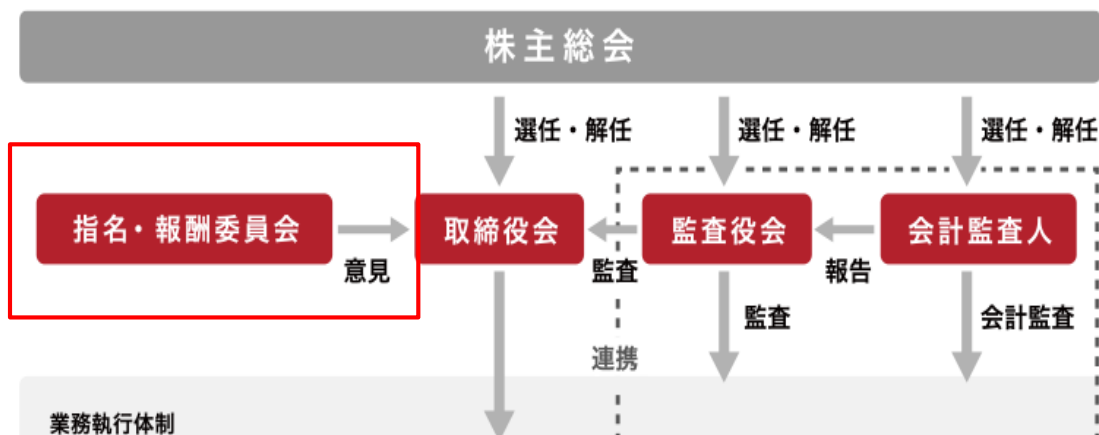 株主総会
選任・解任
選任・解任
選任・解任
指名・報酬委員会
意見
取締役会
監査
監査役会
報告
会計監査人
監査
会計監査
連携
業務執行体制